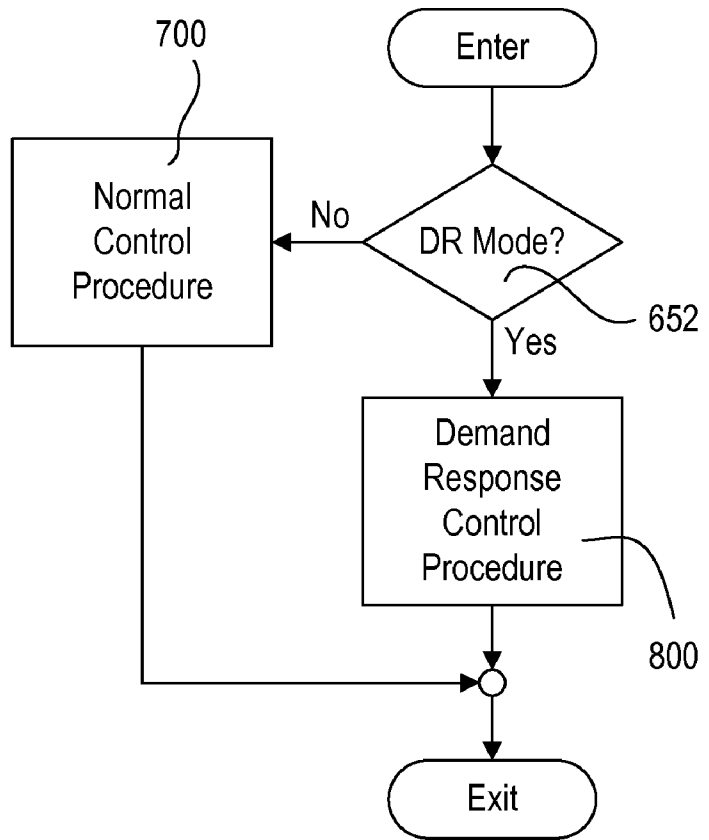 700
Enter
Normal
Control
Procedure
No
DR Mode?
652
Yes
Demand
Response
Control
Procedure
800
Exit